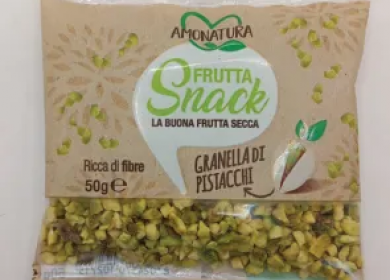 AMONATURA
FRUTTA
Snack
LA BUONA FRUTTA SECCA
Ricca di fibre
50g e
GRANELLA DI
PISTACCHI